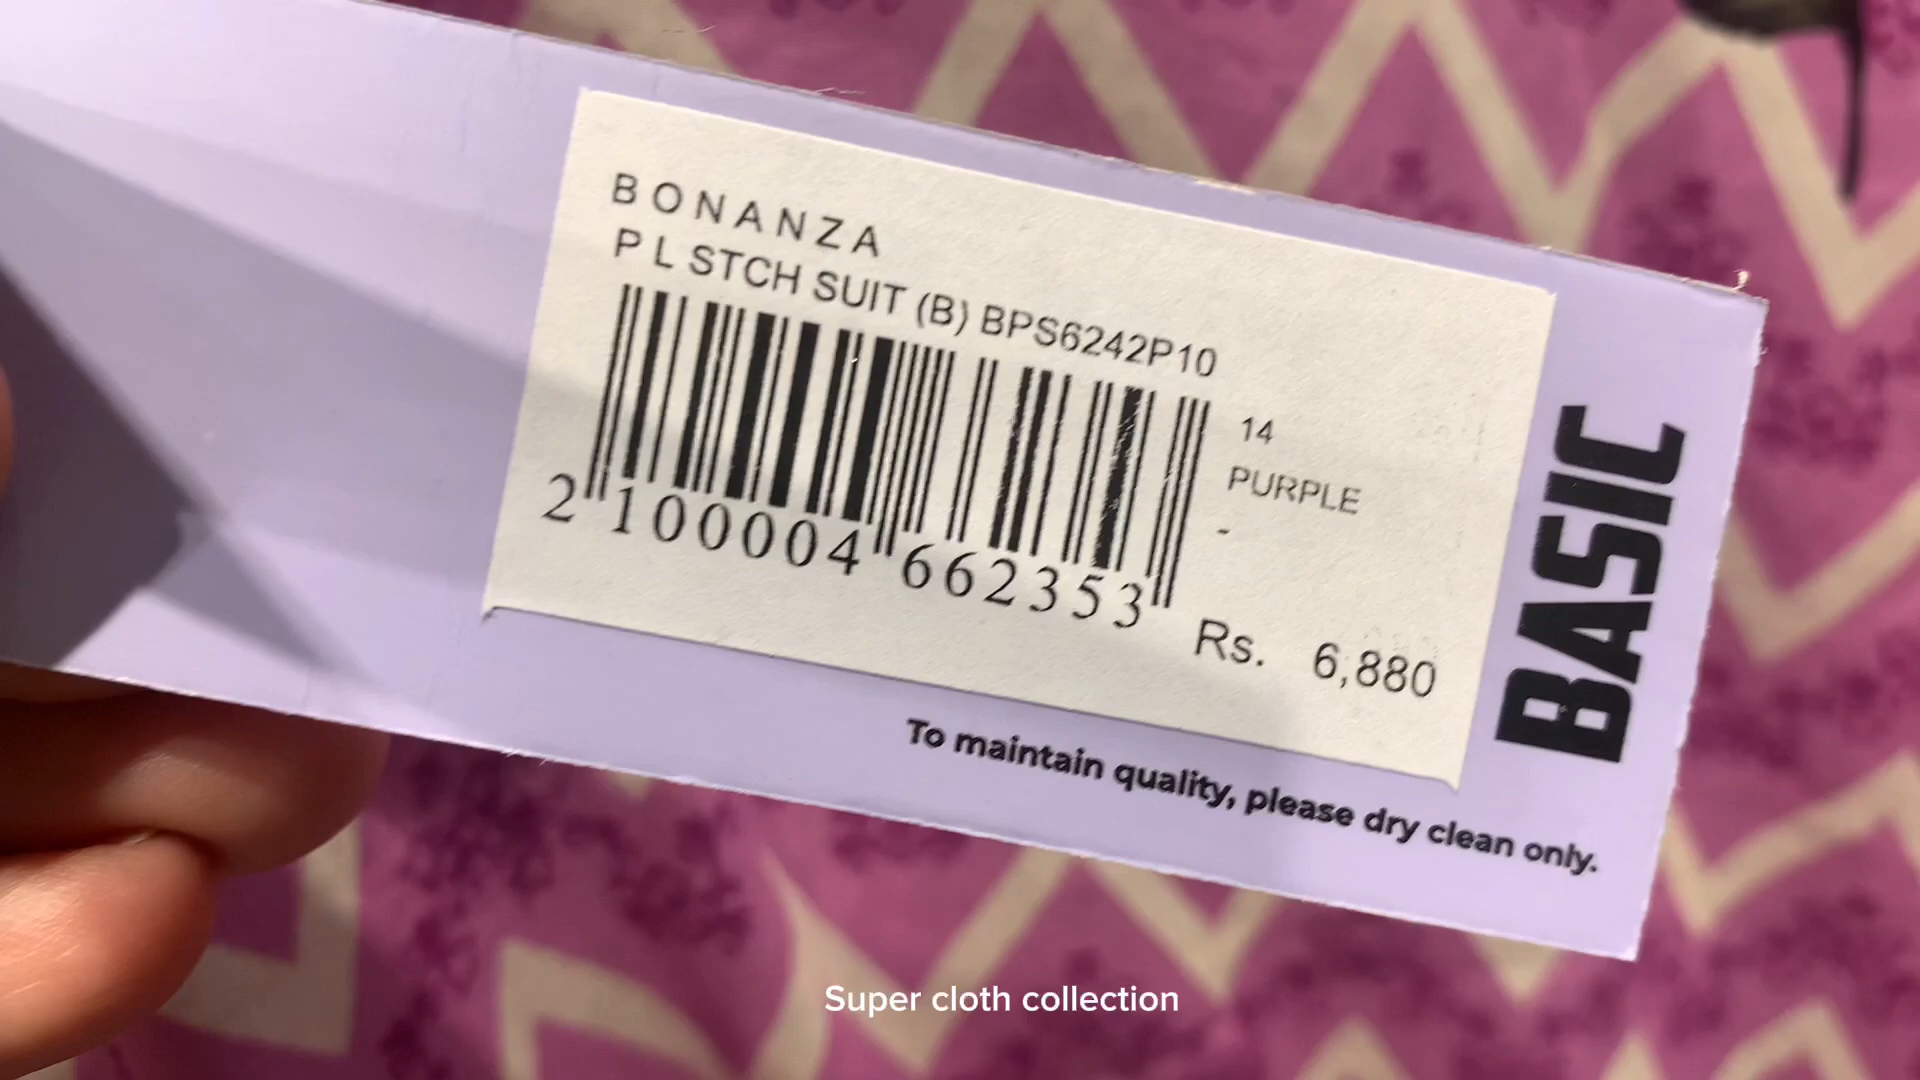 BONANZA
P L STCH SUIT (B) BPS6242P10
14
PURPLE
-
2 100004 662353
Rs. 6,880
BASIC
To maintain quality, please dry clean only.
Super cloth collection